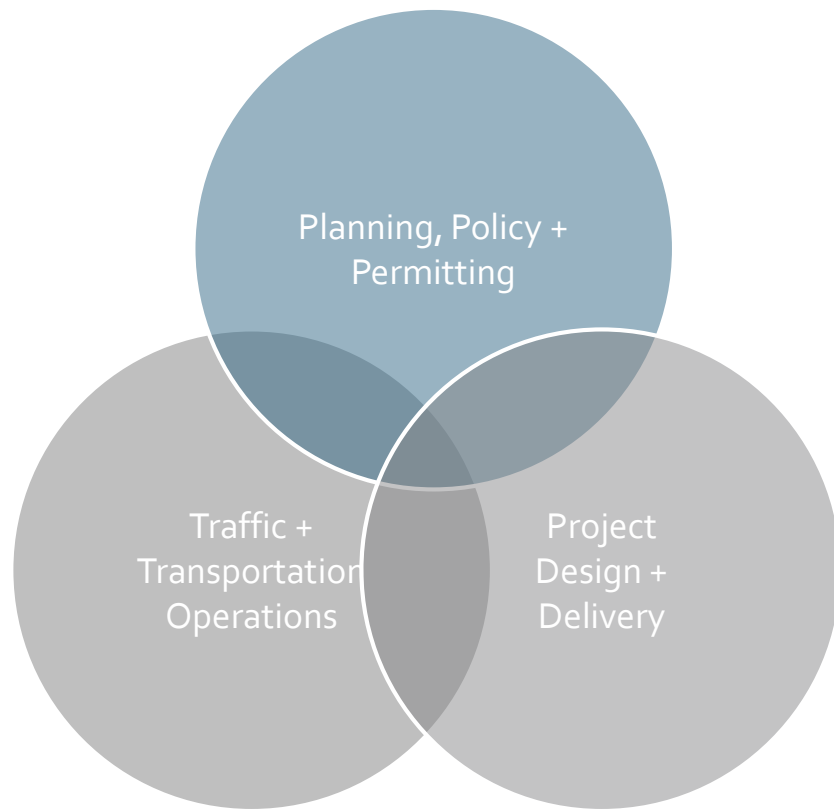 Planning, Policy +
Permitting
Traffic +
Transportation
Operations
Project
Design +
Delivery